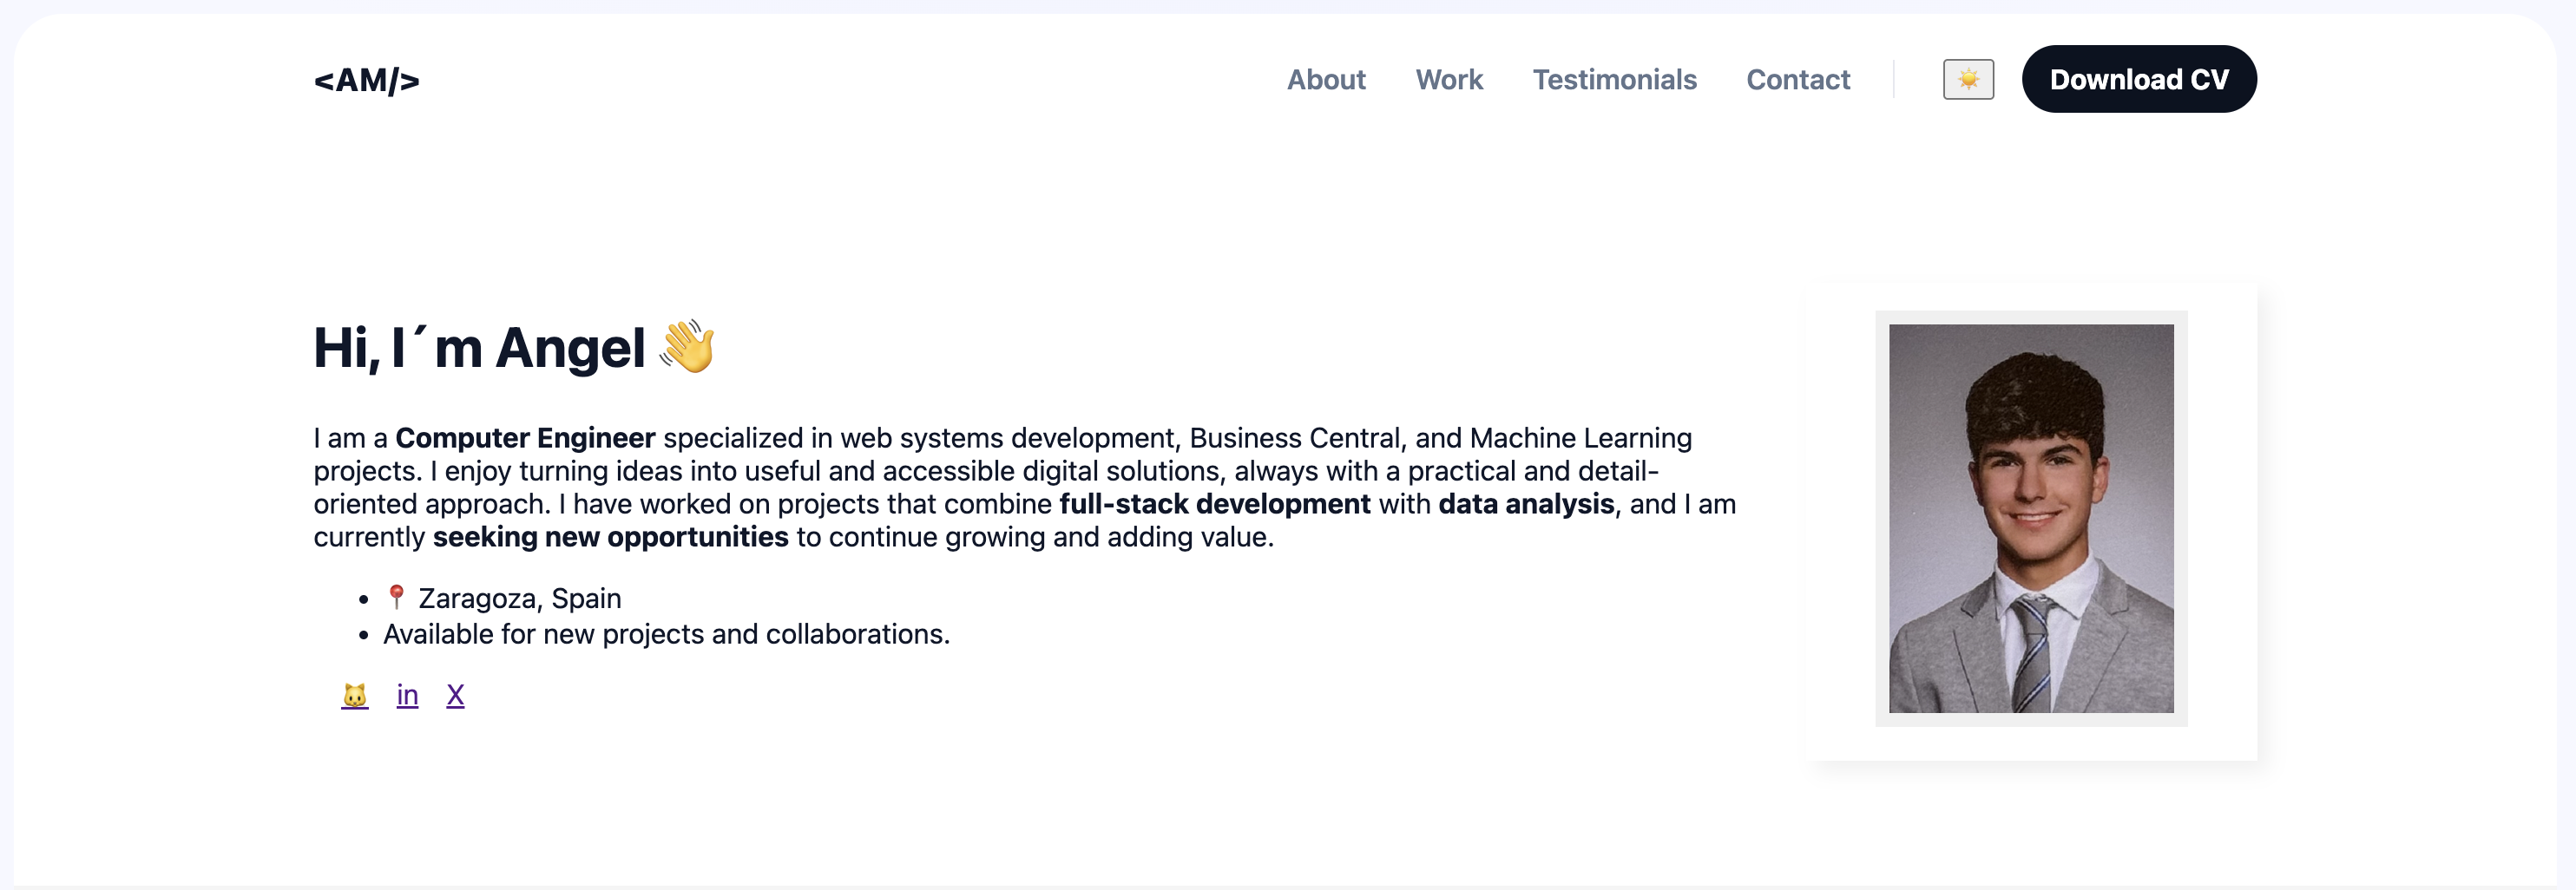 <AM/>
About Work Testimonials Contact ☀️ Download CV
Hi, I´m Angel 👋
I am a Computer Engineer specialized in web systems development, Business Central, and Machine Learning
projects. I enjoy turning ideas into useful and accessible digital solutions, always with a practical and detail-
oriented approach. I have worked on projects that combine full-stack development with data analysis, and I am
currently seeking new opportunities to continue growing and adding value.
• 📍 Zaragoza, Spain
• Available for new projects and collaborations.
🐱 in X